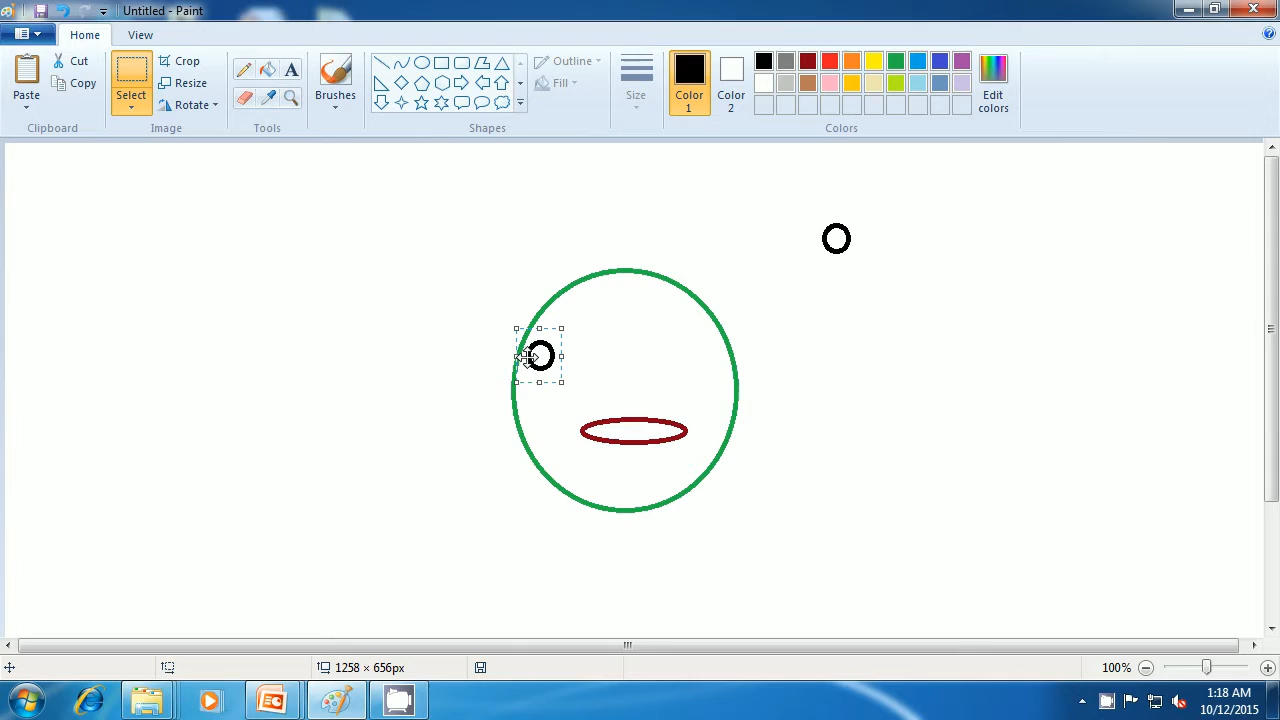 Untitled - Paint
Home
View
Paste
Cut
Copy
Clipboard
Select
Crop
Resize
Rotate
Image
A
Tools
Brushes
Outline
Fill
Shapes
Size
Color 1
Color 2
Edit colors
Colors
1258 × 656px
100%
1:18 AM
10/12/2015